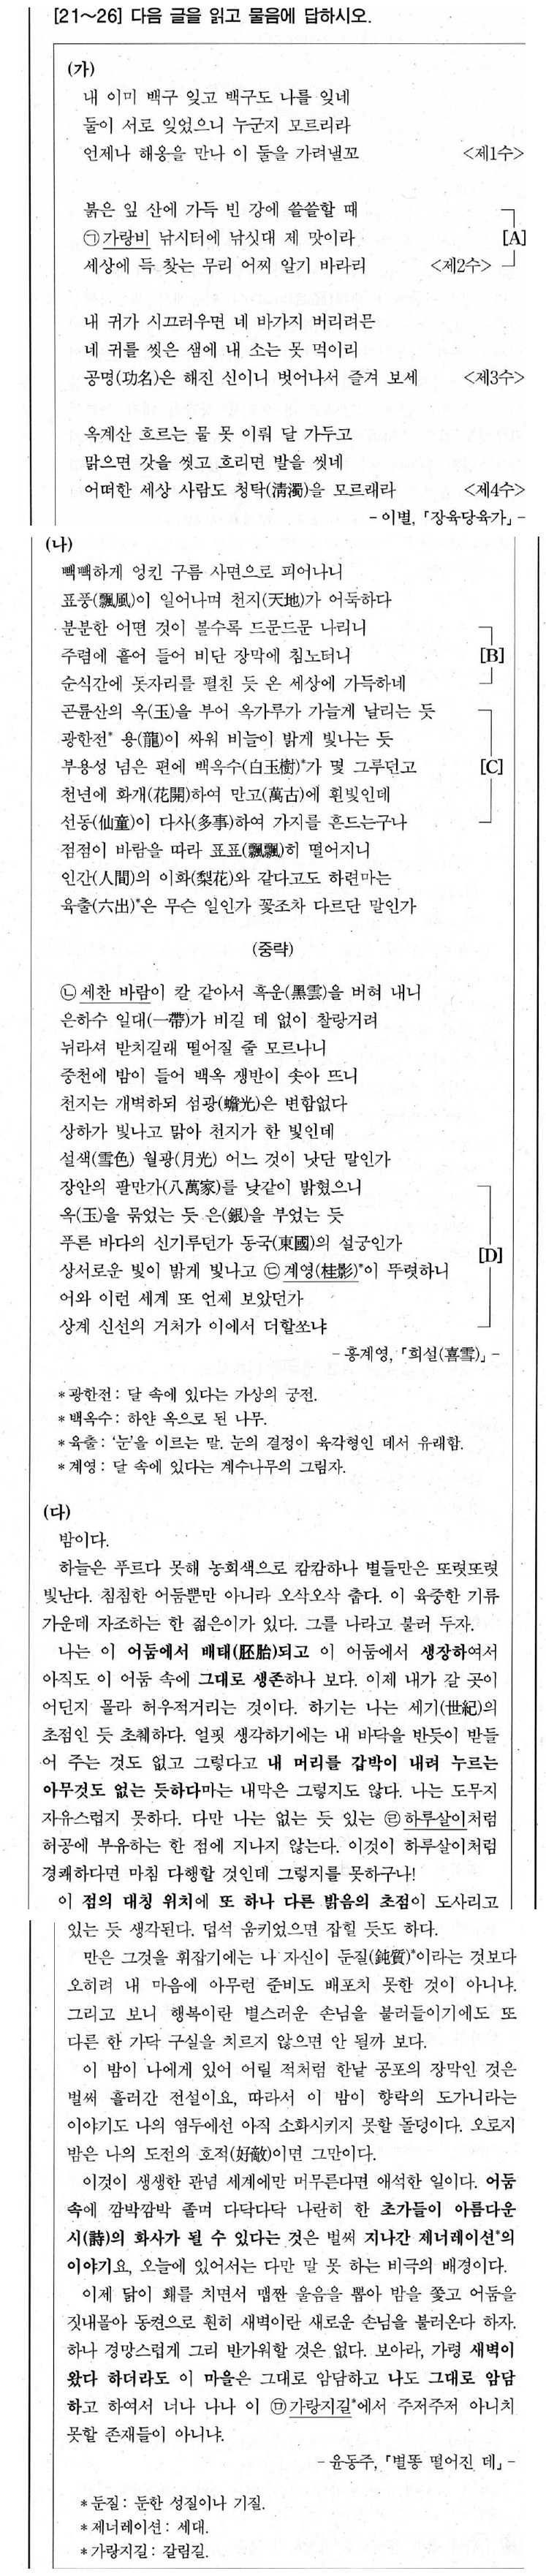 [21～26] 다음 글을 읽고 물음에 답하시오.
(가)
내 이미 백구 잊고 백구도 나를 잊네
둘이 서로 잊었으니 누군지 모르리라
언제나 해옹을 만나 이 둘을 가려낼꼬 <제1수>
붉은 잎 산에 가득 빈 강에 쓸쓸할 때
㉠가랑비 낚시터에 낚싯대 제 맛이라 [A]
세상에 득 찾는 무리 어찌 알기 바라리 <제2수>
내 귀가 시끄러우면 네 바가지 버리려믄
네 귀를 씻은 샘에 내 소는 못 먹이리
공명(功名)은 해진 신이니 벗어나서 즐겨 보세 <제3수>
옥계산 흐르는 물 못 이뤄 달 가두고
맑으면 갓을 씻고 흐리면 발을 씻네
어떠한 세상 사람도 청탁(淸濁)을 모르래라 <제4수>
- 이별, 「장육당육가」 -
(나)
빽빽하게 엉킨 구름 사면으로 피어나니
표풍(飄風)이 일어나며 천지(天地)가 어둑하다
분분한 어떤 것이 볼수록 드문드문 나리니
주렴에 흩어 들어 비단 장막에 침노터니 [B]
순식간에 돗자리를 펼친 듯 온 세상에 가득하네
곤륜산의 옥(玉)을 부어 옥가루가 가늘게 날리는 듯
광한전* 용(龍)이 싸워 비늘이 밝게 빛나는 듯
부용성 넘은 편에 백옥수(白玉樹)*가 몇 그루던고 [C]
천년에 화개(花開)하여 만고(萬古)에 흰빛인데
선동(仙童)이 다사(多事)하여 가지를 흔드는구나
점점이 바람을 따라 표표(飄飄)히 떨어지니
인간(人間)의 이화(梨花)와 같다고도 하련마는
육출(六出)*은 무슨 일인가 꽃조차 다르단 말인가
(중략)
㉡세찬 바람이 칼 같아서 흑운(黑雲)을 버혀 내니
은하수 일대(一帶)가 비길 데 없이 찰랑거려
뉘라셔 받치길래 떨어질 줄 모르나니
중천에 밤이 들어 백옥 쟁반이 솟아 뜨니
천지는 개벽하되 섬광(蟾光)은 변함없다
상하가 빛나고 맑아 천지가 한 빛인데
설색(雪色) 월광(月光) 어느 것이 낫단 말인가
장안의 팔만가(八萬家)를 낮같이 밝혔으니
옥(玉)을 묶었는 듯 은(銀)을 부었는 듯
푸른 바다의 신기루던가 동국(東國)의 설궁인가
상서로운 빛이 밝게 빛나고 ㉢계영(桂影)*이 뚜렷하니 [D]
어와 이런 세계 또 언제 보았던가
상계 신선의 거처가 이에서 더할쏘냐
- 홍계영, 「희설(喜雪)」 -
*광한전: 달 속에 있다는 가상의 궁전.
*백옥수: 하얀 옥으로 된 나무.
*육출: ‘눈’을 이르는 말. 눈의 결정이 육각형인 데서 유래함.
*계영: 달 속에 있다는 계수나무의 그림자.
(다)
밤이다.
하늘은 푸르다 못해 농회색으로 캄캄하나 별들만은 또렷또렷
빛난다. 침침한 어둠뿐만 아니라 오삭오삭 춥다. 이 육중한 기류
가운데 자조하는 한 젊은이가 있다. 그를 나라고 불러 두자.
나는 이 어둠에서 배태(胚胎)되고 이 어둠에서 생장하여서
아직도 이 어둠 속에 그대로 생존하나 보다. 이제 내가 갈 곳이
어딘지 몰라 허우적거리는 것이다. 하기는 나는 세기(世紀)의
초점인 듯 초췌하다. 얼핏 생각하기에는 내 바닥을 반듯이 받들
어 주는 것도 없고 그렇다고 내 머리를 갑박이 내려 누르는
아무것도 없는 듯하다마는 내막은 그렇지도 않다. 나는 도무지
자유스럽지 못하다. 다만 나는 없는 듯 있는 ㉣하루살이처럼
허공에 부유하는 한 점에 지나지 않는다. 이것이 하루살이처럼
경쾌하다면 마침 다행할 것인데 그렇지를 못하구나!
이 점의 대칭 위치에 또 하나 다른 밝음의 초점이 도사리고
있는 듯 생각된다. 덥석 움키었으면 잡힐 듯도 하다.
만은 그것을 휘잡기에는 나 자신이 둔질(鈍質)*이라는 것보다
오히려 내 마음에 아무런 준비도 배포치 못한 것이 아니냐.
그리고 보니 행복이란 별스러운 손님을 불러들이기에도 또
다른 한 가닥 구실을 치르지 않으면 안 될까 보다.
이 밤이 나에게 있어 어릴 적처럼 한낱 공포의 장막인 것은
벌써 흘러간 전설이요, 따라서 이 밤이 향락의 도가니라는
이야기도 나의 염두에선 아직 소화시키지 못할 돌덩이다. 오로지
밤은 나의 도전의 호적(好敵)이면 그만이다.
이것이 생생한 관념 세계에만 머무른다면 애석한 일이다. 어둠
속에 깜박깜박 졸며 다닥다닥 나란히 한 초가들이 아름다운
시(詩)의 화사가 될 수 있다는 것은 벌써 지나간 제너레이션*의
이야기요, 오늘에 있어서는 다만 말 못 하는 비극의 배경이다.
이제 닭이 홰를 치면서 맵짠 울음을 뽑아 밤을 쫓고 어둠을
짓내몰아 동켠으로 훤히 새벽이란 새로운 손님을 불러온다 하자.
하나 경망스럽게 그리 반가워할 것은 없다. 보아라, 가령 새벽이
왔다 하더라도 이 마을은 그대로 암담하고 나도 그대로 암담
하고 하여서 너나 나나 이 ㉤가랑지길*에서 주저주저 아니치
못할 존재들이 아니냐.
- 윤동주, 「별똥 떨어진 데」 -
*둔질: 둔한 성질이나 기질.
*제너레이션: 세대.
*가랑지길: 갈림길.